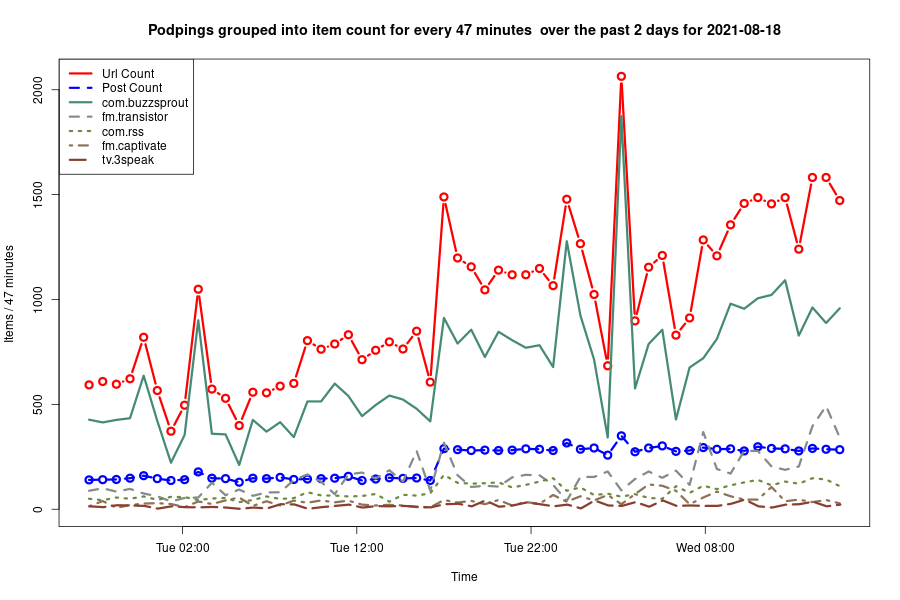 Podpings grouped into item count for every 47 minutes  over the past 2 days for 2021-08-18
Url Count
Post Count
com.buzzsprout
fm.transistor
com.rss
fm.captivate
tv.3speak
2000
1500
1000
500
0
Items / 47 minutes
Tue 02:00
Tue 12:00
Tue 22:00
Wed 08:00
Time